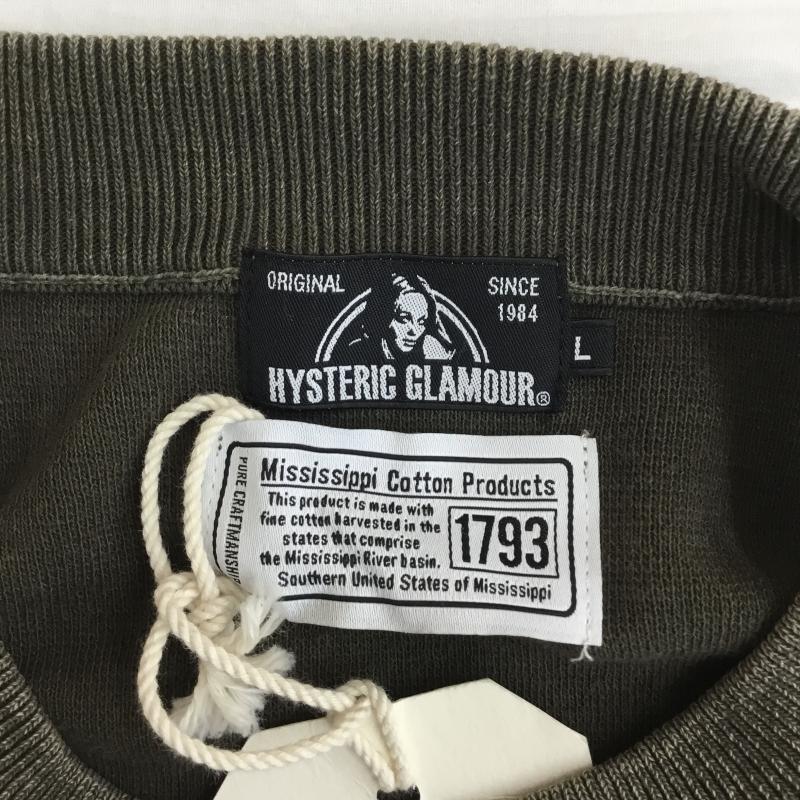 ORIGINAL
SINCE
1984
HYSTERIC GLAMOUR®
L
PURE CRAFTMANSHIP
Mississippi Cotton Products
This product is made with
fine cotton harvested in the
states that comprise
the Mississippi River basin.
1793
Southern United States of Mississippi